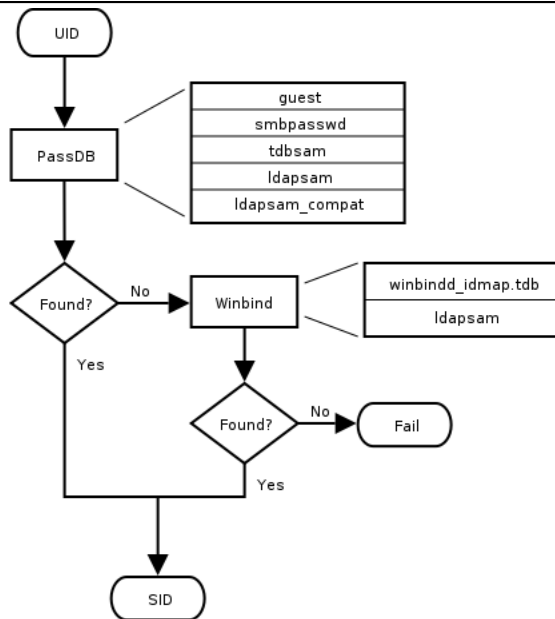 UID
guest
smbpasswd
PassDB
tdbsam
ldapsam
ldapsam_compat
Found?
No
Winbind
winbindd_idmap.tdb
ldapsam
Yes
Found?
No
Fail
Yes
SID